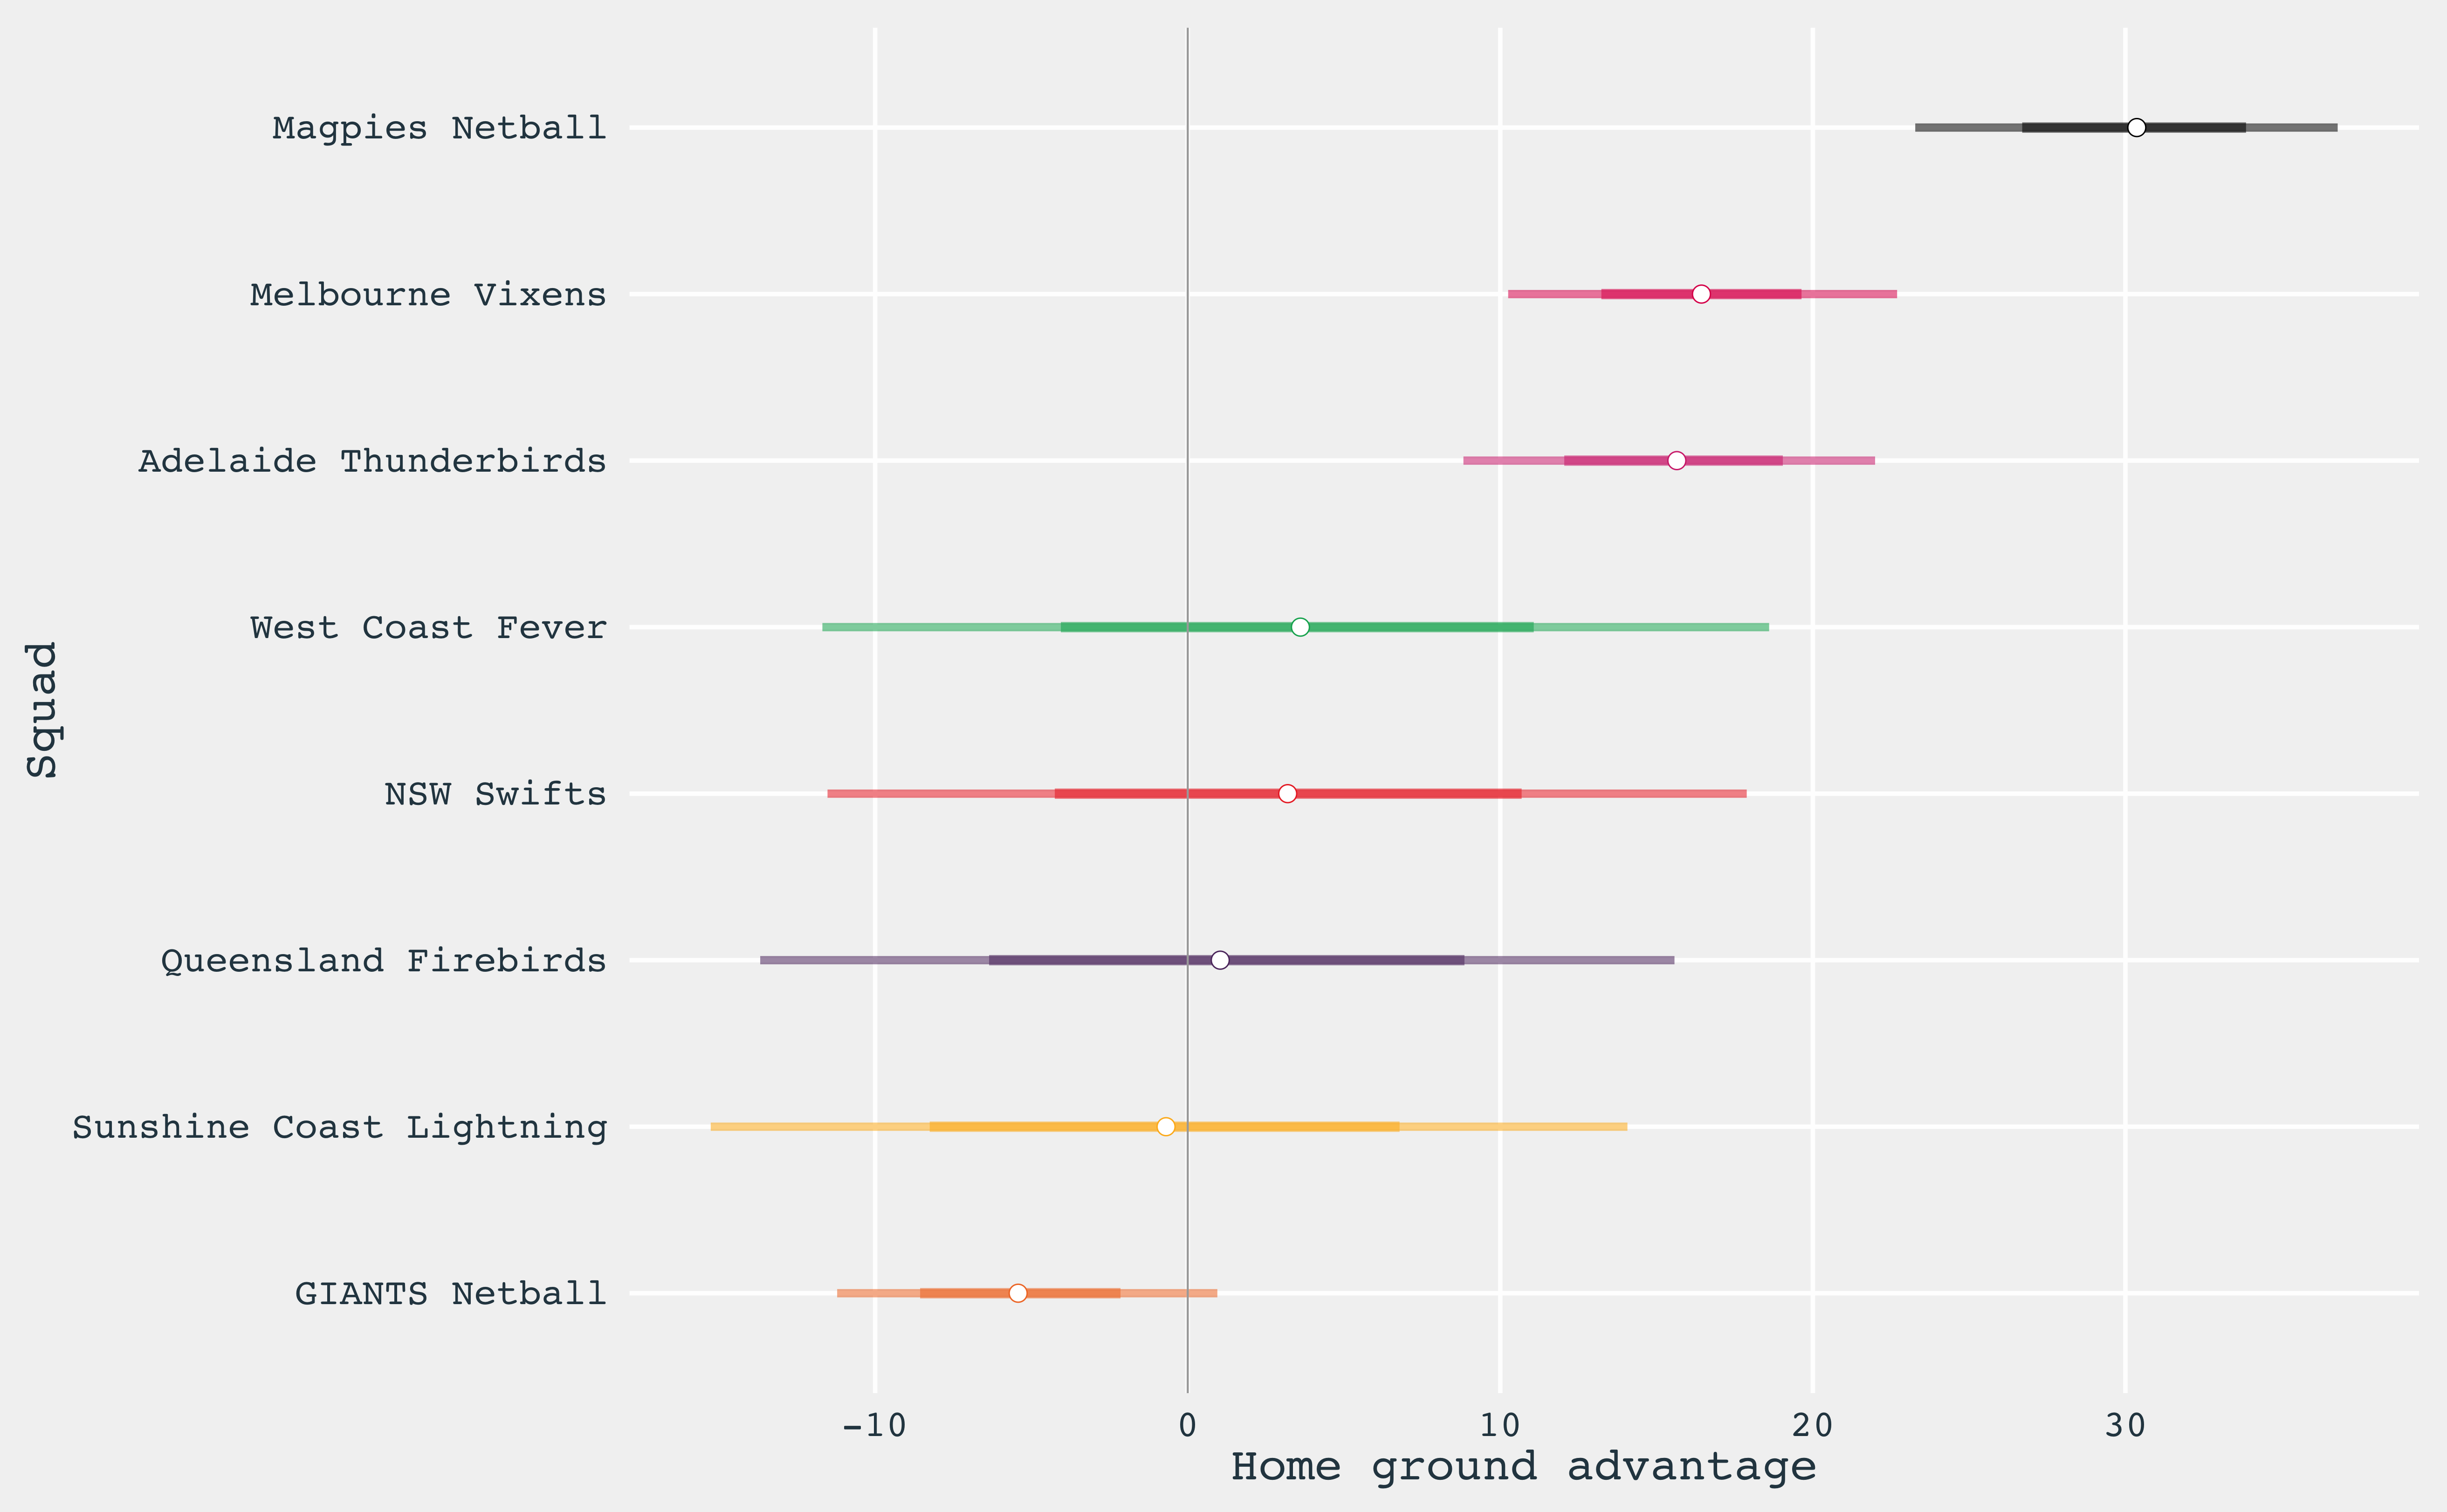 Magpies Netball
Melbourne Vixens
Adelaide Thunderbirds
West Coast Fever
NSW Swifts
Queensland Firebirds
Sunshine Coast Lightning
GIANTS Netball
Squad
-10 0 10 20 30
Home ground advantage